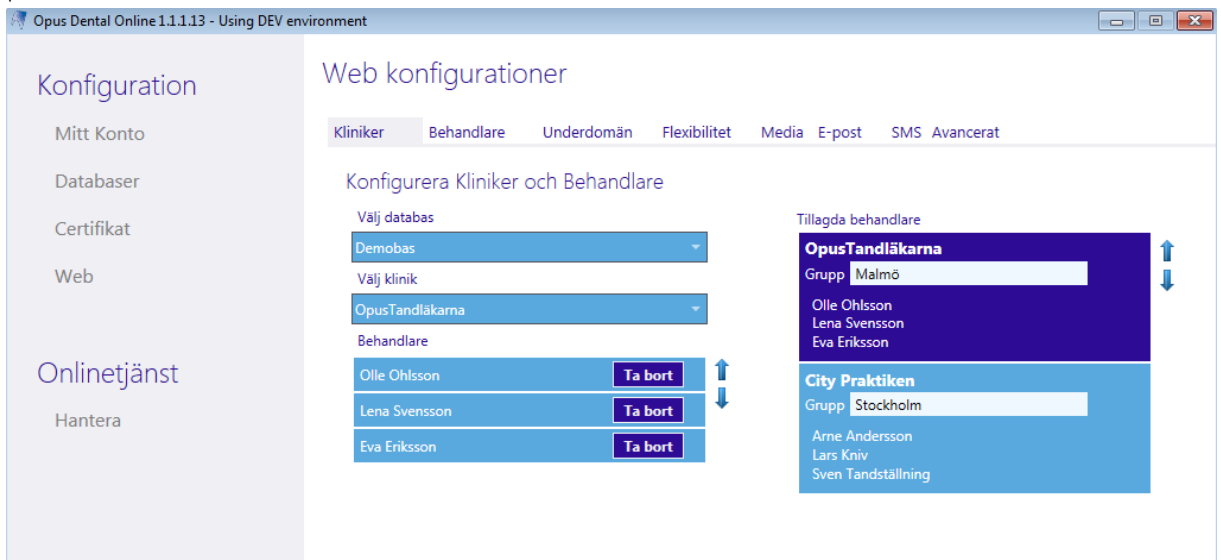 Opus Dental Online 1.1.1.13 - Using DEV environment
Konfiguration
Mitt Konto
Databaser
Certifikat
Web
Onlinetjänst
Hantera
Web konfigurationer
Kliniker Behandlare Underdomän Flexibilitet Media E-post SMS Avancerat
Konfigurera Kliniker och Behandlare
Välj databas
Demobas
Välj klinik
OpusTandläkarna
Behandlare
Olle Ohlsson Ta bort
Lena Svensson Ta bort
Eva Eriksson Ta bort
Tillagda behandlare
OpusTandläkarna
Grupp Malmö
Olle Ohlsson
Lena Svensson
Eva Eriksson
City Praktiken
Grupp Stockholm
Arne Andersson
Lars Kniv
Sven Tandställning